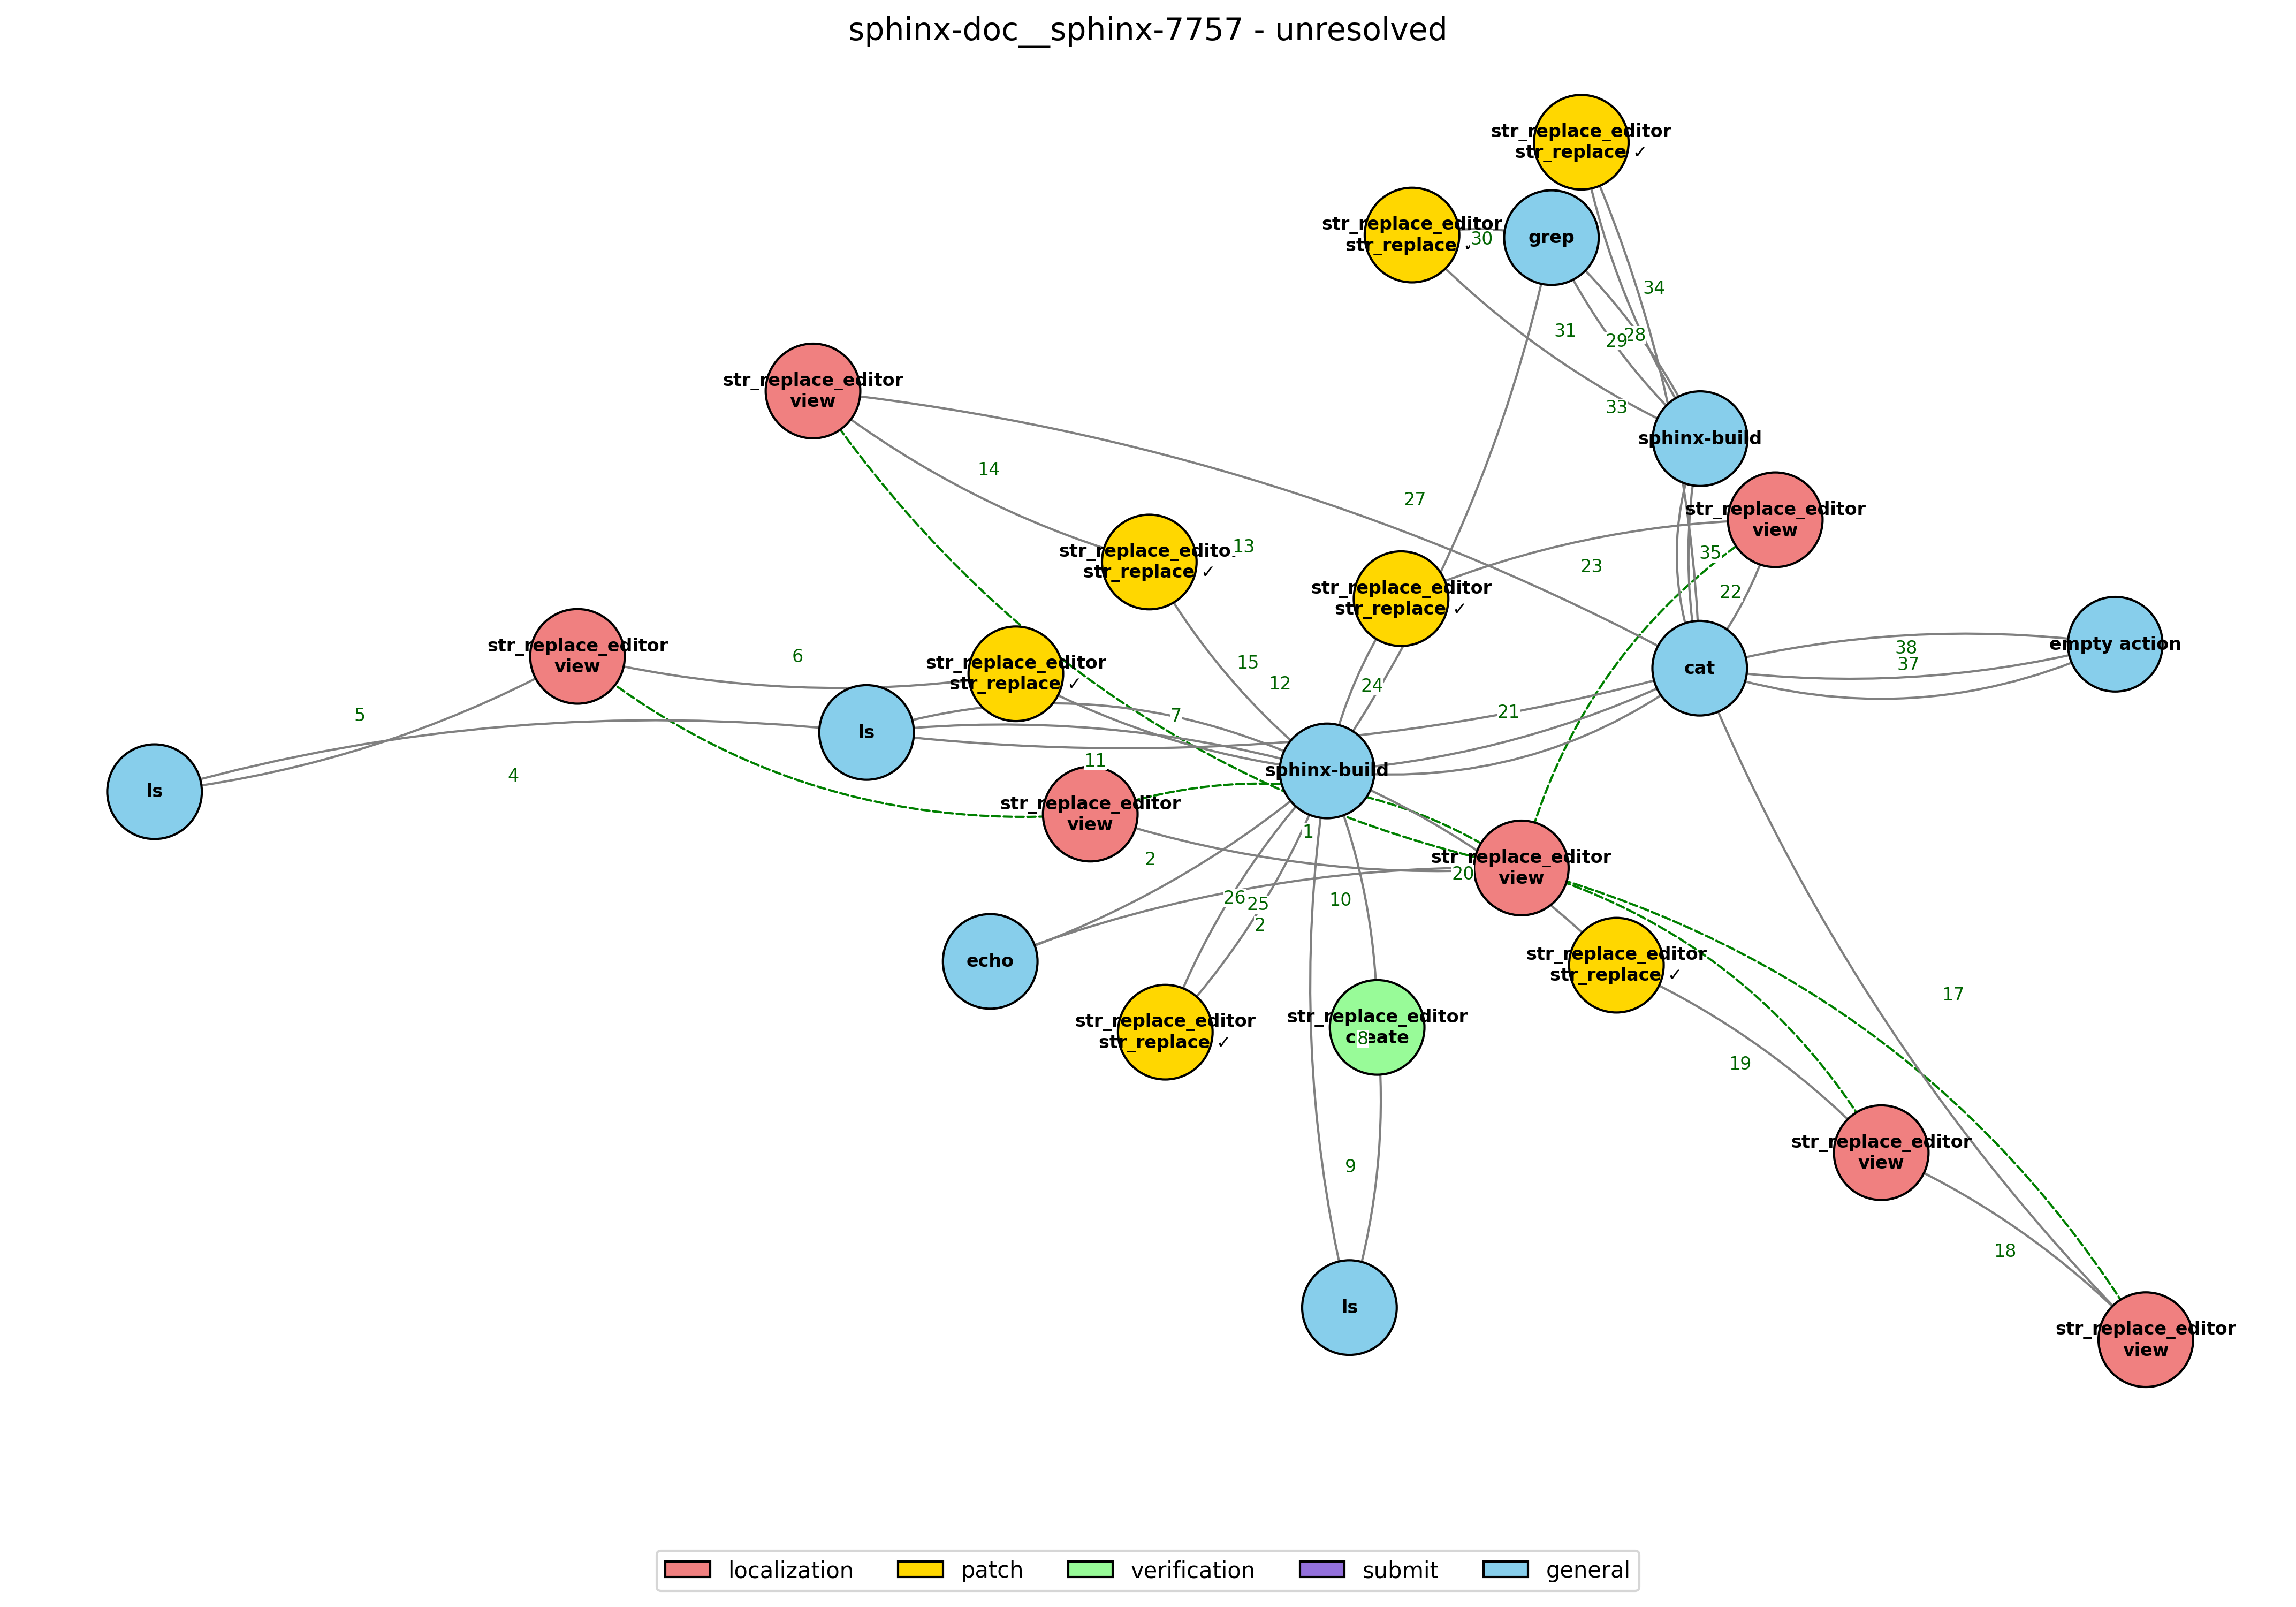 sphinx-doc__sphinx-7757 - unresolved
str_replace_editor
str_replace ✓
str_replace_editor
str_replace ✓
30
grep
34
31
29
28
str_replace_editor
view
33
sphinx-build
14
27
str_replace_editor
view
str_replace_editor
str_replace ✓
13
35
23
22
str_replace_editor
str_replace ✓
str_replace_editor
view
6
str_replace_editor
str_replace ✓
15
12
24
cat
38
37
empty action
5
7
21
ls
4
11
sphinx-build
ls
str_replace_editor
view
1
2
20
str_replace_editor
view
26
25
2
10
echo
str_replace_editor
str_replace ✓
17
str_replace_editor
str_replace ✓
str_replace_editor
create
8
19
9
str_replace_editor
view
18
ls
str_replace_editor
view
localization
patch
verification
submit
general